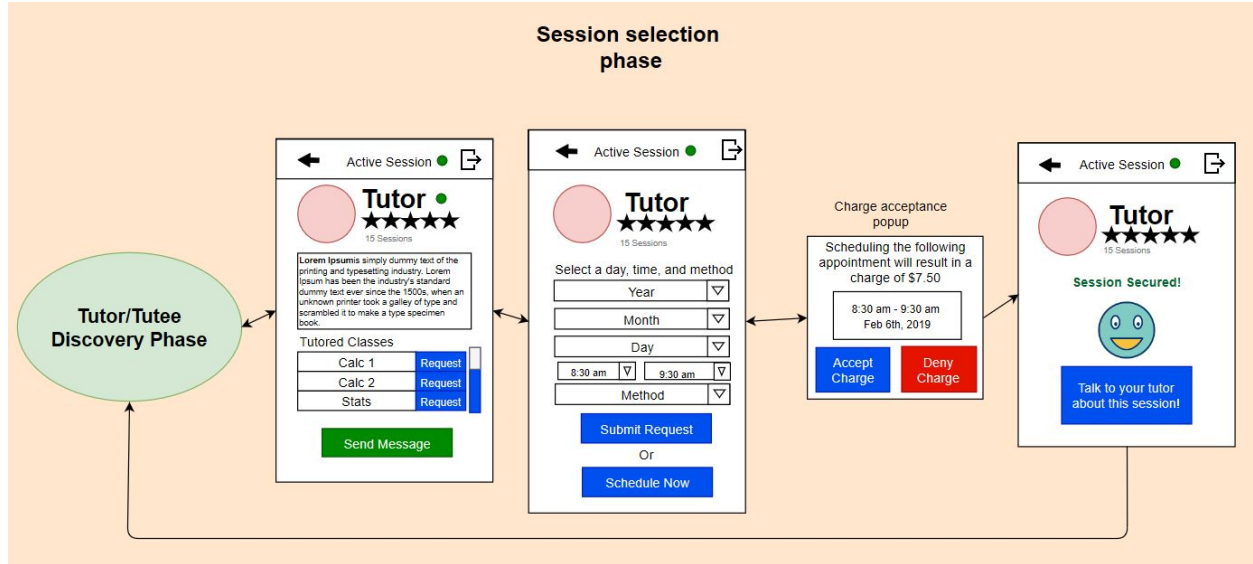 Session selection
phase
Tutor/Tutee
Discovery Phase
Active Session
Tutor
15 Sessions
Lorem Ipsumis simply dummy text of the
printing and typesetting industry. Lorem
Ipsum has been the industry's standard
dummy text ever since the 1500s, when an
unknown printer took a galley of type and
scrambled it to make a type specimen
book.
Tutored Classes
Calc 1 Request
Calc 2 Request
Stats Request
Send Message
Active Session
Tutor
15 Sessions
Select a day, time, and method
Year
Month
Day
8:30 am 9:30 am
Method
Submit Request
Or
Schedule Now
Charge acceptance
popup
Scheduling the following
appointment will result in a
charge of $7.50
8:30 am - 9:30 am
Feb 6th, 2019
Accept
Charge
Deny
Charge
Active Session
Tutor
15 Sessions
Session Secured!
Talk to your tutor
about this session!